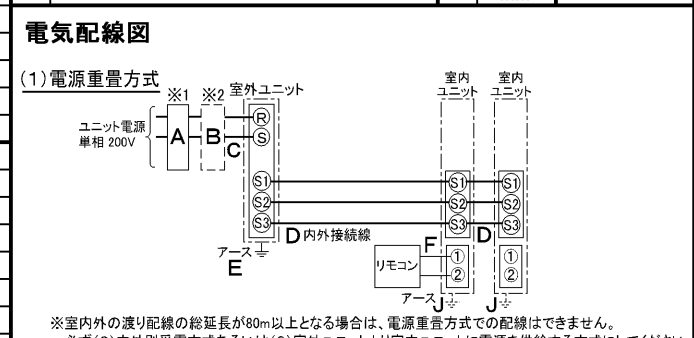 電気配線図
(1)電源重畳方式
※1 ※2 室外ユニット
室内ユニット
室内ユニット
ユニット電源
単相 200V
A
B
C
R
S
S1
S2
S3
S1
S2
S3
S1
S2
S3
D 内外接続線
D
アース
E
リモコン
F
1
2
1
2
アース J
J
※室内外の渡り配線の総延長が80m以上となる場合は、電源重畳方式での配線はできません。